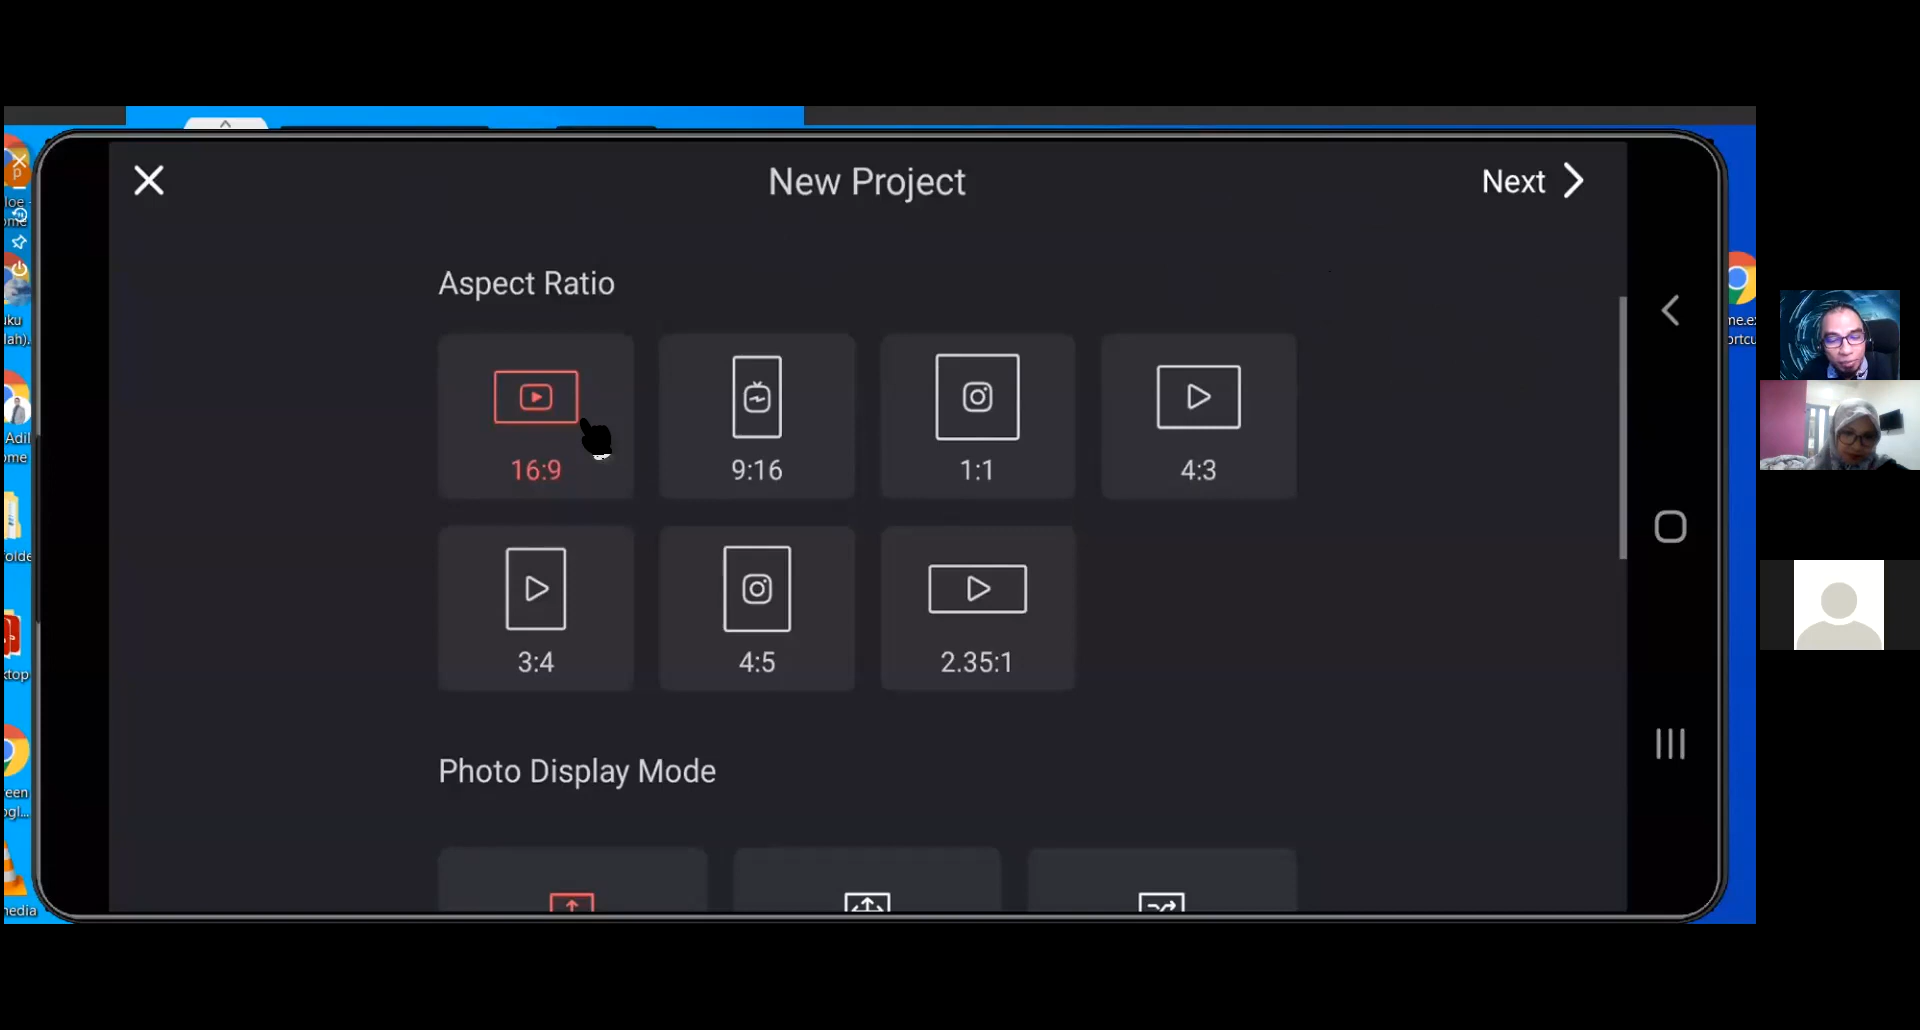 New Project
Next
Aspect Ratio
16:9
9:16
1:1
4:3
3:4
4:5
2.35:1
Photo Display Mode